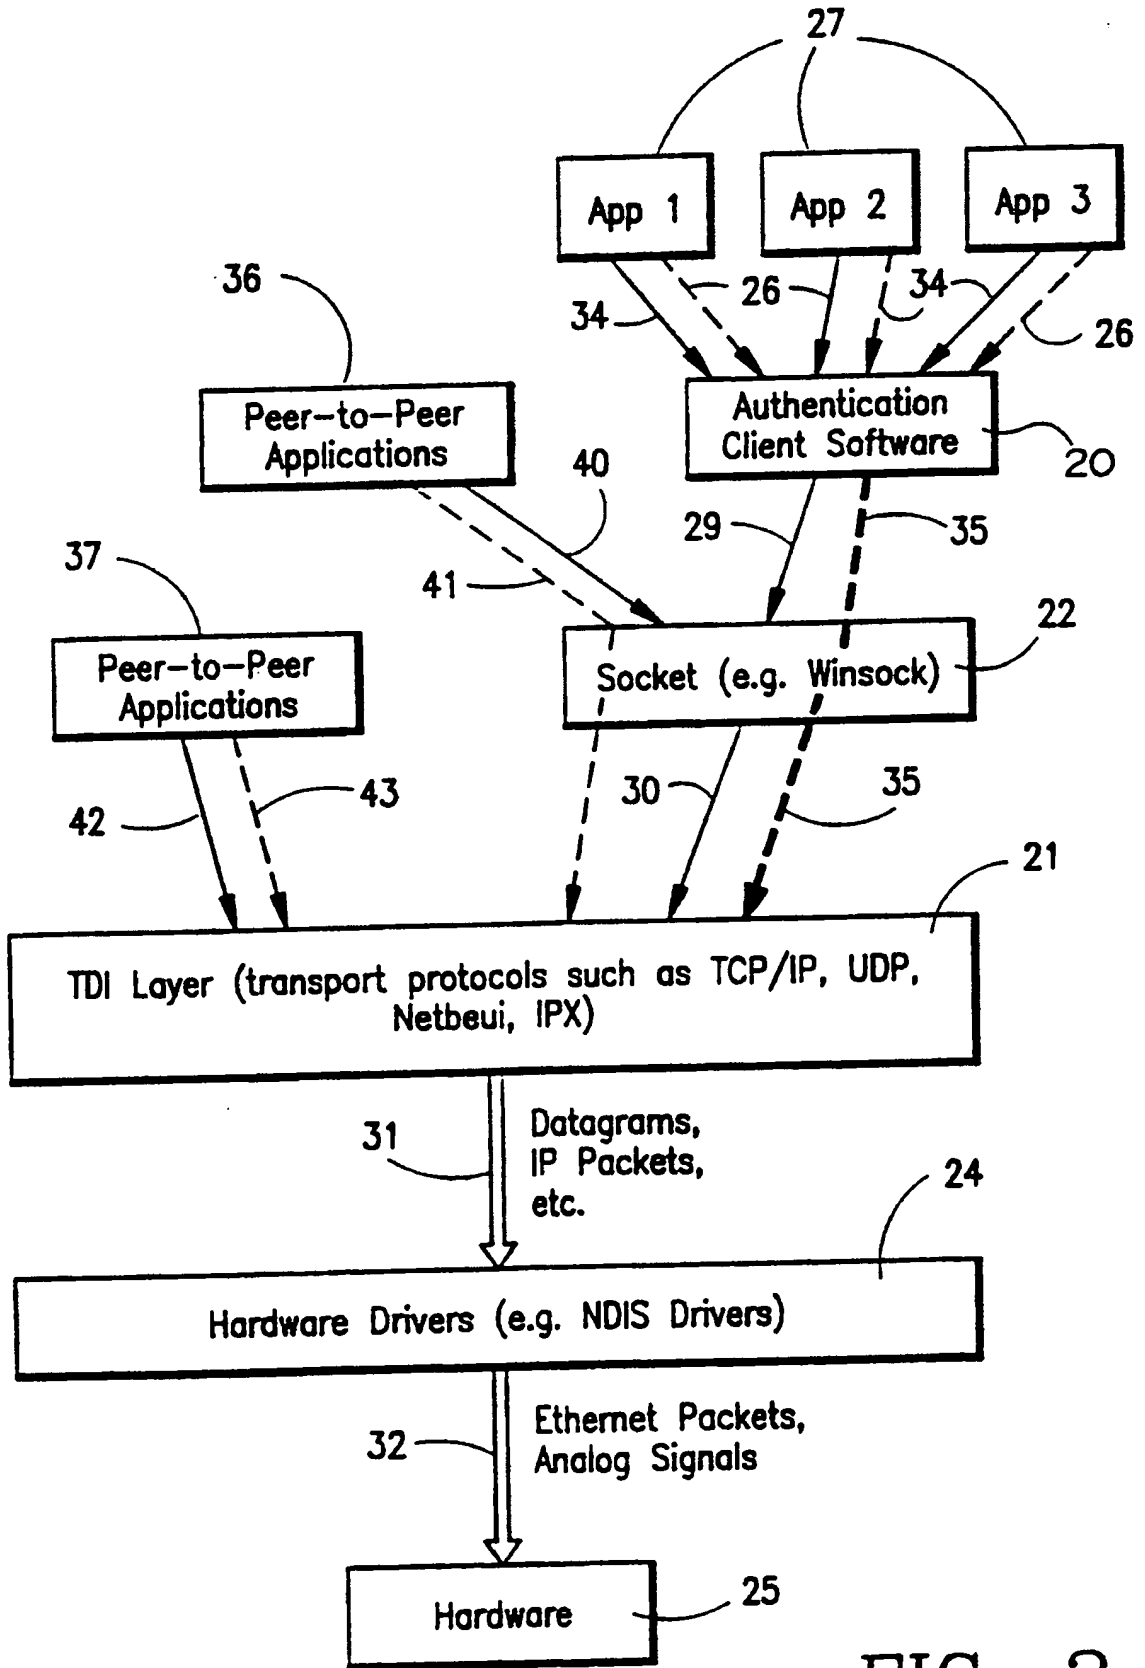 27
App 1
App 2
App 3
36
34
26
34
26
Peer-to-Peer
Applications
Authentication
Client Software
20
40
29
35
37
41
22
Peer-to-Peer
Applications
Socket (e.g. Winsock)
42
43
30
35
21
TDI Layer (transport protocols such as TCP/IP, UDP,
Netbeui, IPX)
31
Datagrams,
IP Packets,
etc.
24
Hardware Drivers (e.g. NDIS Drivers)
32
Ethernet Packets,
Analog Signals
Hardware
25